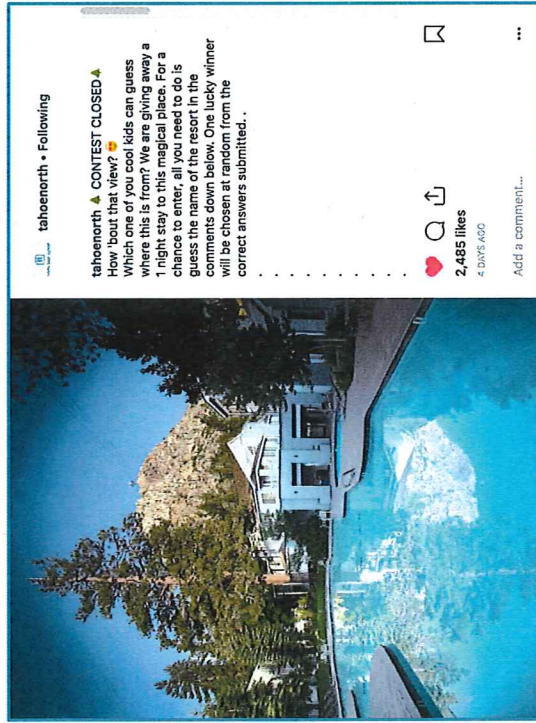 tahoenorth • Following
tahoenorth 🌲 CONTEST CLOSED🌲
How 'bout that view? 😍
Which one of you cool kids can guess
where this is from? We are giving away a
1 night stay to this magical place. For a
chance to enter, all you need to do is
guess the name of the resort in the
comments down below. One lucky winner
will be chosen at random from the
correct answers submitted. .
.
.
.
.
.
.
.
.
.
.
2,485 likes
4 DAYS AGO
Add a comment...